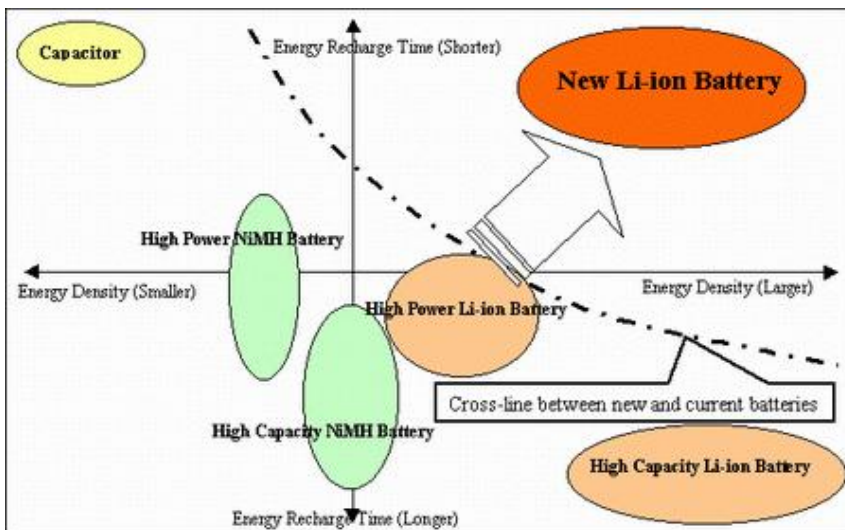 Capacitor
Energy Recharge Time (Shorter)
New Li-ion Battery
High Power NiMH Battery
Energy Density (Smaller)
Energy Density (Larger)
High Power Li-ion Battery
Cross-line between new and current batteries
High Capacity NiMH Battery
High Capacity Li-ion Battery
Energy Recharge Time (Longer)